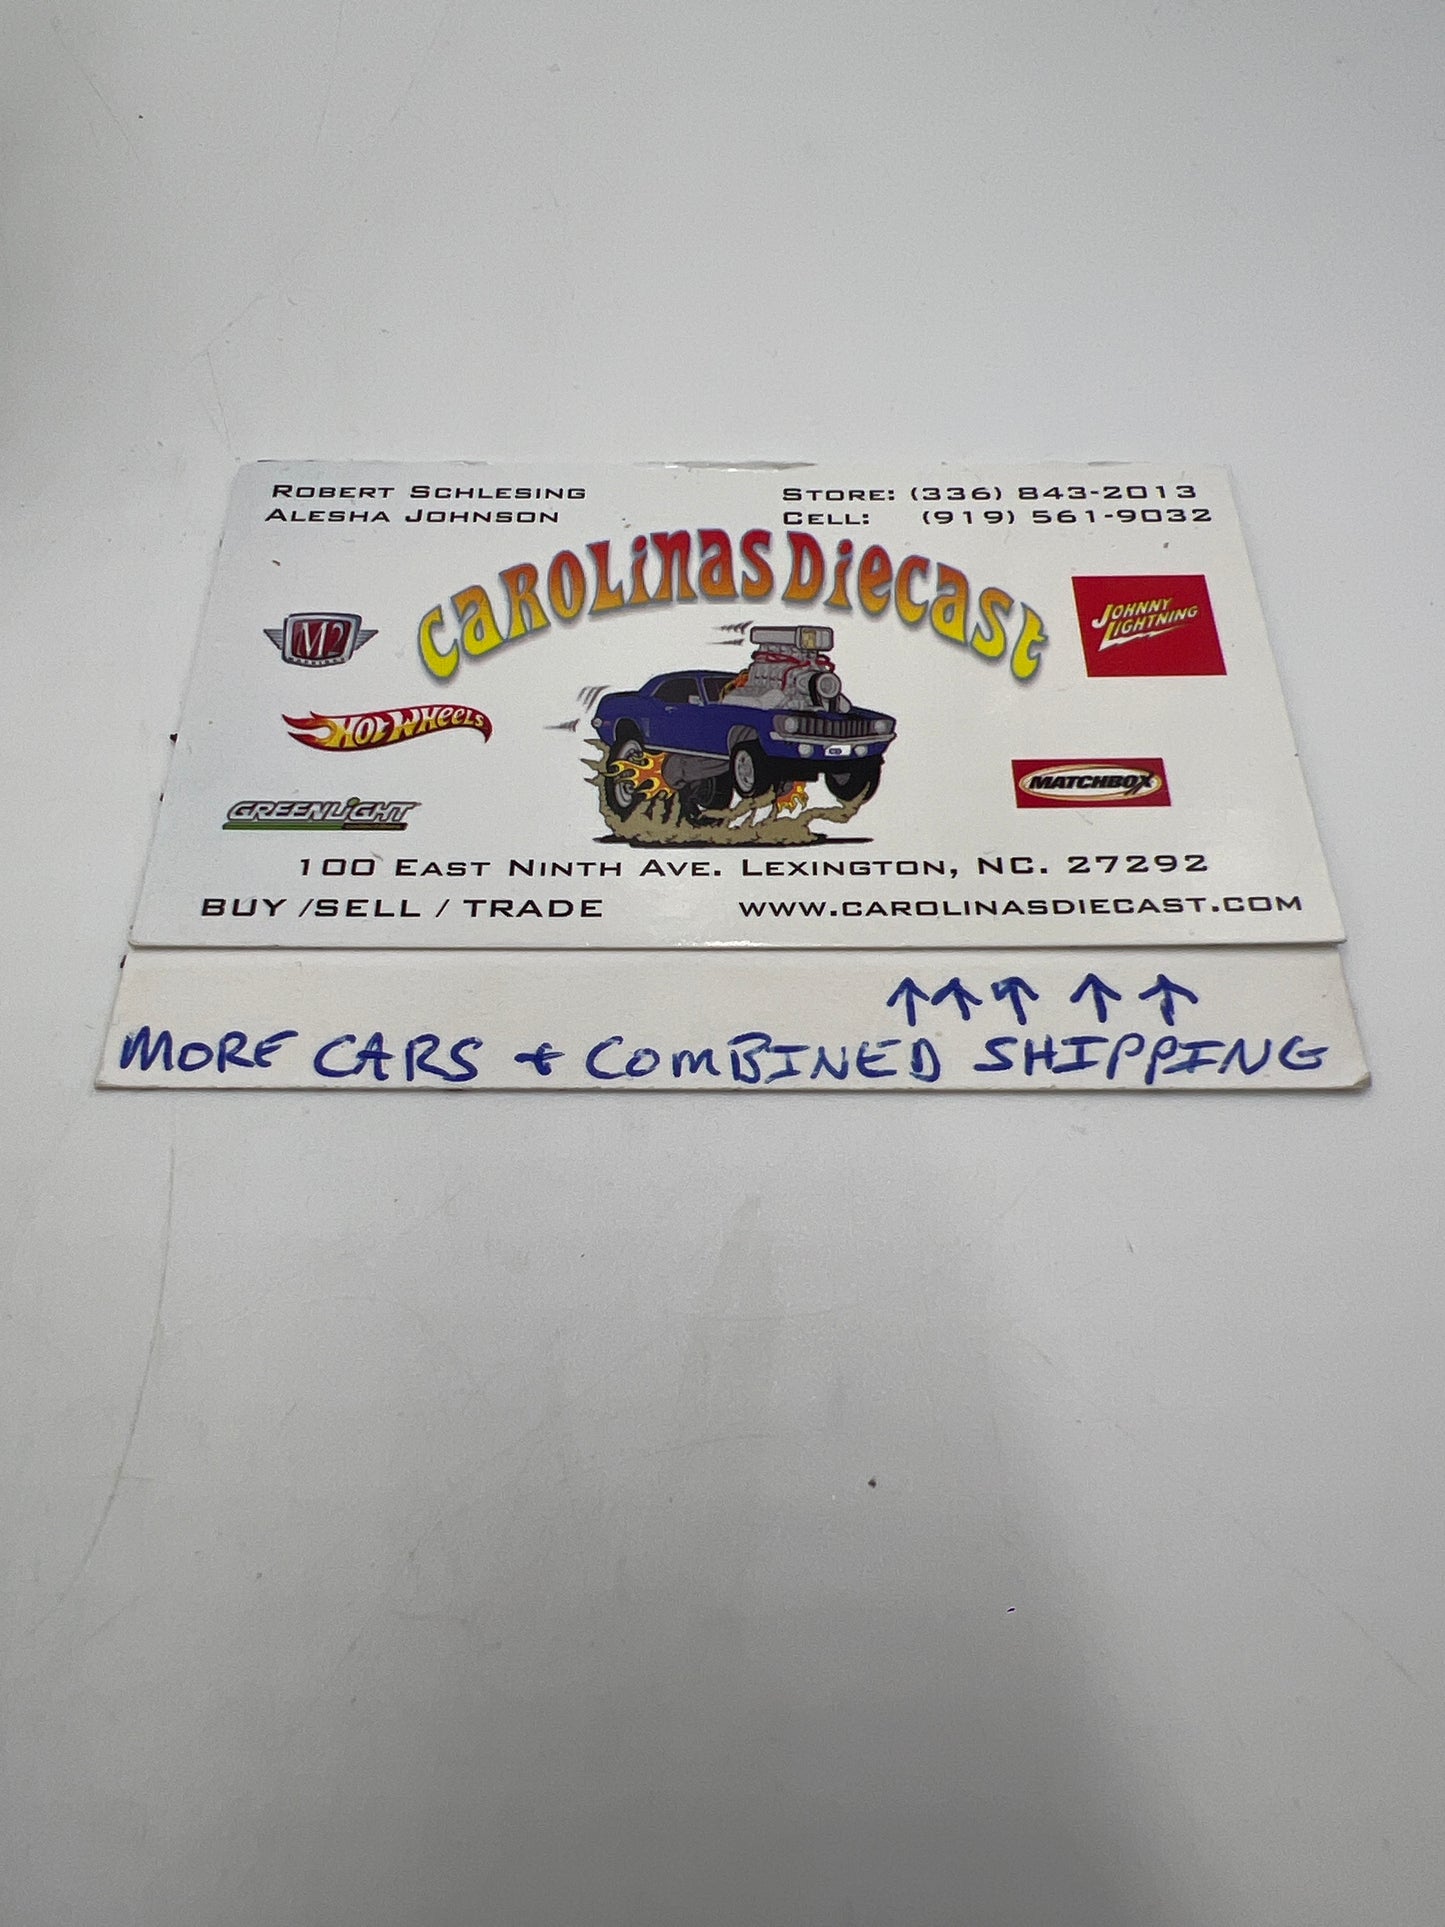 ROBERT SCHLESING
ALESHA JOHNSON
STORE: (336) 843-2013
CELL: (919) 561-9032
CAROLINAS DIECAST
M2
JOHNNY LIGHTNING
HOT WHEELS
MATCHBOX
GREENLIGHT
100 EAST NINTH AVE. LEXINGTON, NC. 27292
BUY /SELL / TRADE
WWW.CAROLINASDIECAST.COM
↑ ↑ ↑ ↑ ↑
MORE CARS + COMBINED SHIPPING